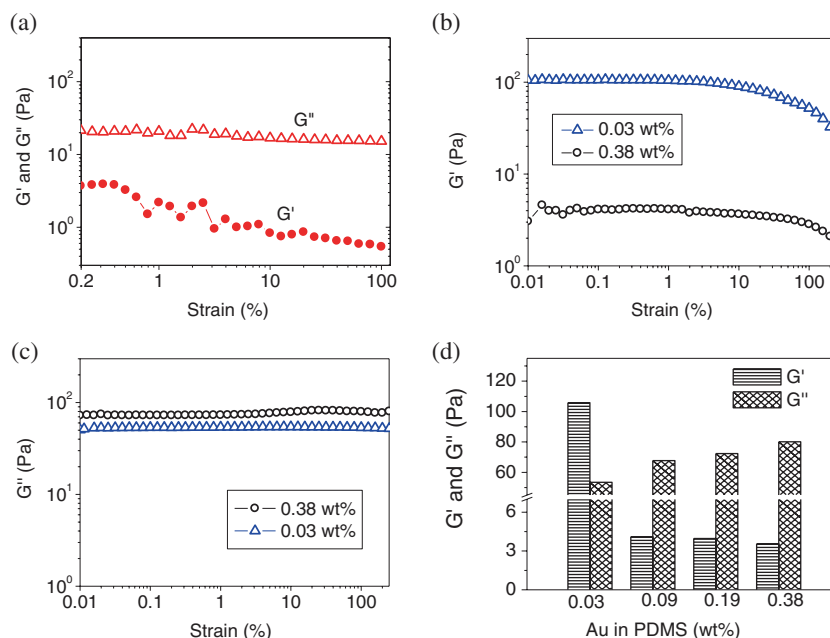 (a)
G' and G'' (Pa)
10²
10¹
10⁰
G''
G'
0.2
1
10
100
Strain (%)
(b)
G' (Pa)
10²
10¹
10⁰
0.03 wt%
0.38 wt%
0.01
0.1
1
10
100
Strain (%)
(c)
G'' (Pa)
10²
10¹
10⁰
0.38 wt%
0.03 wt%
0.01
0.1
1
10
100
Strain (%)
(d)
G' and G'' (Pa)
120
100
80
60
6
3
0
G'
G''
0.03
0.09
0.19
0.38
Au in PDMS (wt%)